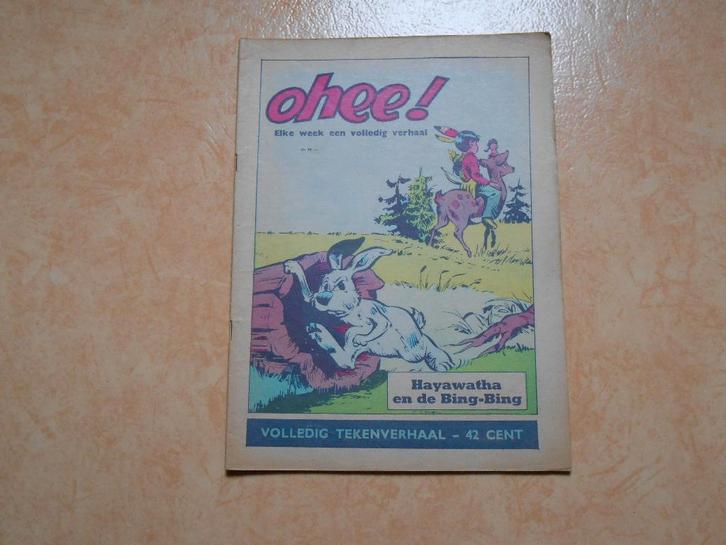 ohee!
Elke week een volledig verhaal
Hayawatha
en de Bing-Bing
VOLLEDIG TEKENVERHAAL - 42 CENT